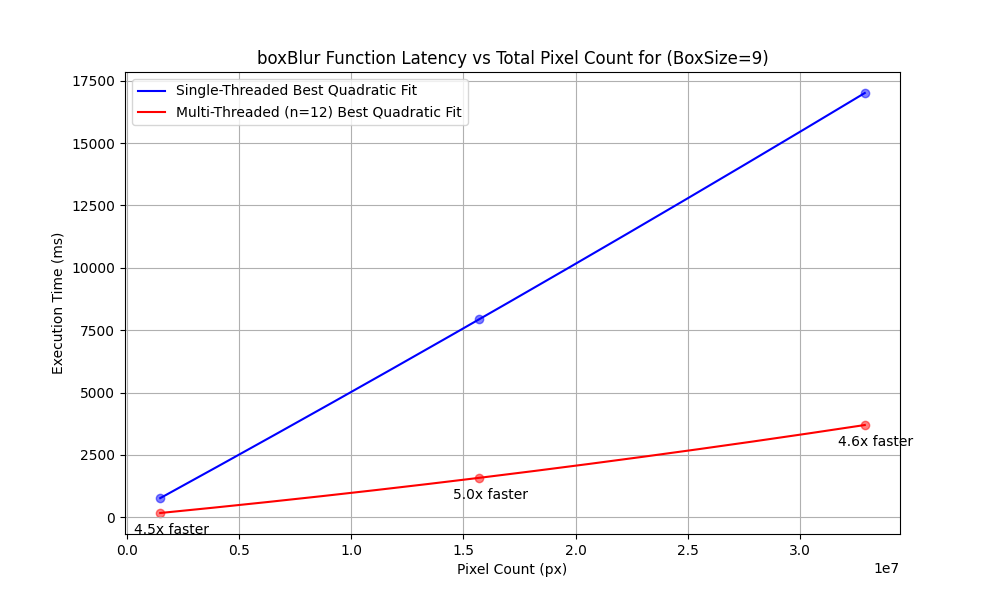 boxBlur Function Latency vs Total Pixel Count for (BoxSize=9)
Single-Threaded Best Quadratic Fit
Multi-Threaded (n=12) Best Quadratic Fit
17500
15000
12500
10000
7500
5000
2500
0
Execution Time (ms)
4.5x faster
5.0x faster
4.6x faster
0.0
0.5
1.0
1.5
2.0
2.5
3.0
1e7
Pixel Count (px)